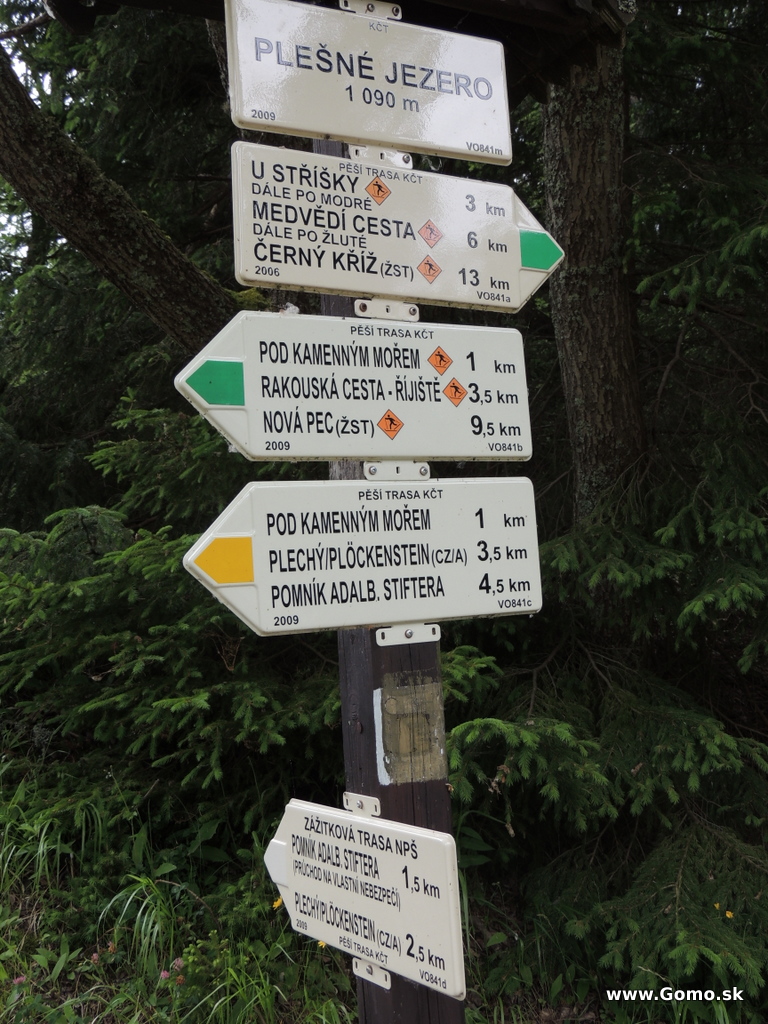 KČT
PLEŠNÉ JEZERO
1 090 m
2009
VO841m
PĚŠÍ TRASA KČT
U STŘÍŠKY 3 km
DÁLE PO MODRÉ
MEDVĚDÍ CESTA 6 km
DÁLE PO ŽLUTÉ
ČERNÝ KŘÍŽ (ŽST) 13 km
2006 VO841a
PĚŠÍ TRASA KČT
POD KAMENNÝM MOŘEM 1 km
RAKOUSKÁ CESTA - ŘÍJIŠTĚ 3,5 km
NOVÁ PEC (ŽST) 9,5 km
2009 VO841b
PĚŠÍ TRASA KČT
POD KAMENNÝM MOŘEM 1 km
PLECHÝ/PLÖCKENSTEIN (CZ/A) 3,5 km
POMNÍK ADALB. STIFTERA 4,5 km
2009 VO841c
ZÁŽITKOVÁ TRASA NPŠ
POMNÍK ADALB. STIFTERA 1,5 km
(PRŮCHOD NA VLASTNÍ NEBEZPEČÍ)
PLECHÝ/PLÖCKENSTEIN (CZ/A) 2,5 km
2009 PĚŠÍ TRASA KČT VO841d
www.Gomo.sk